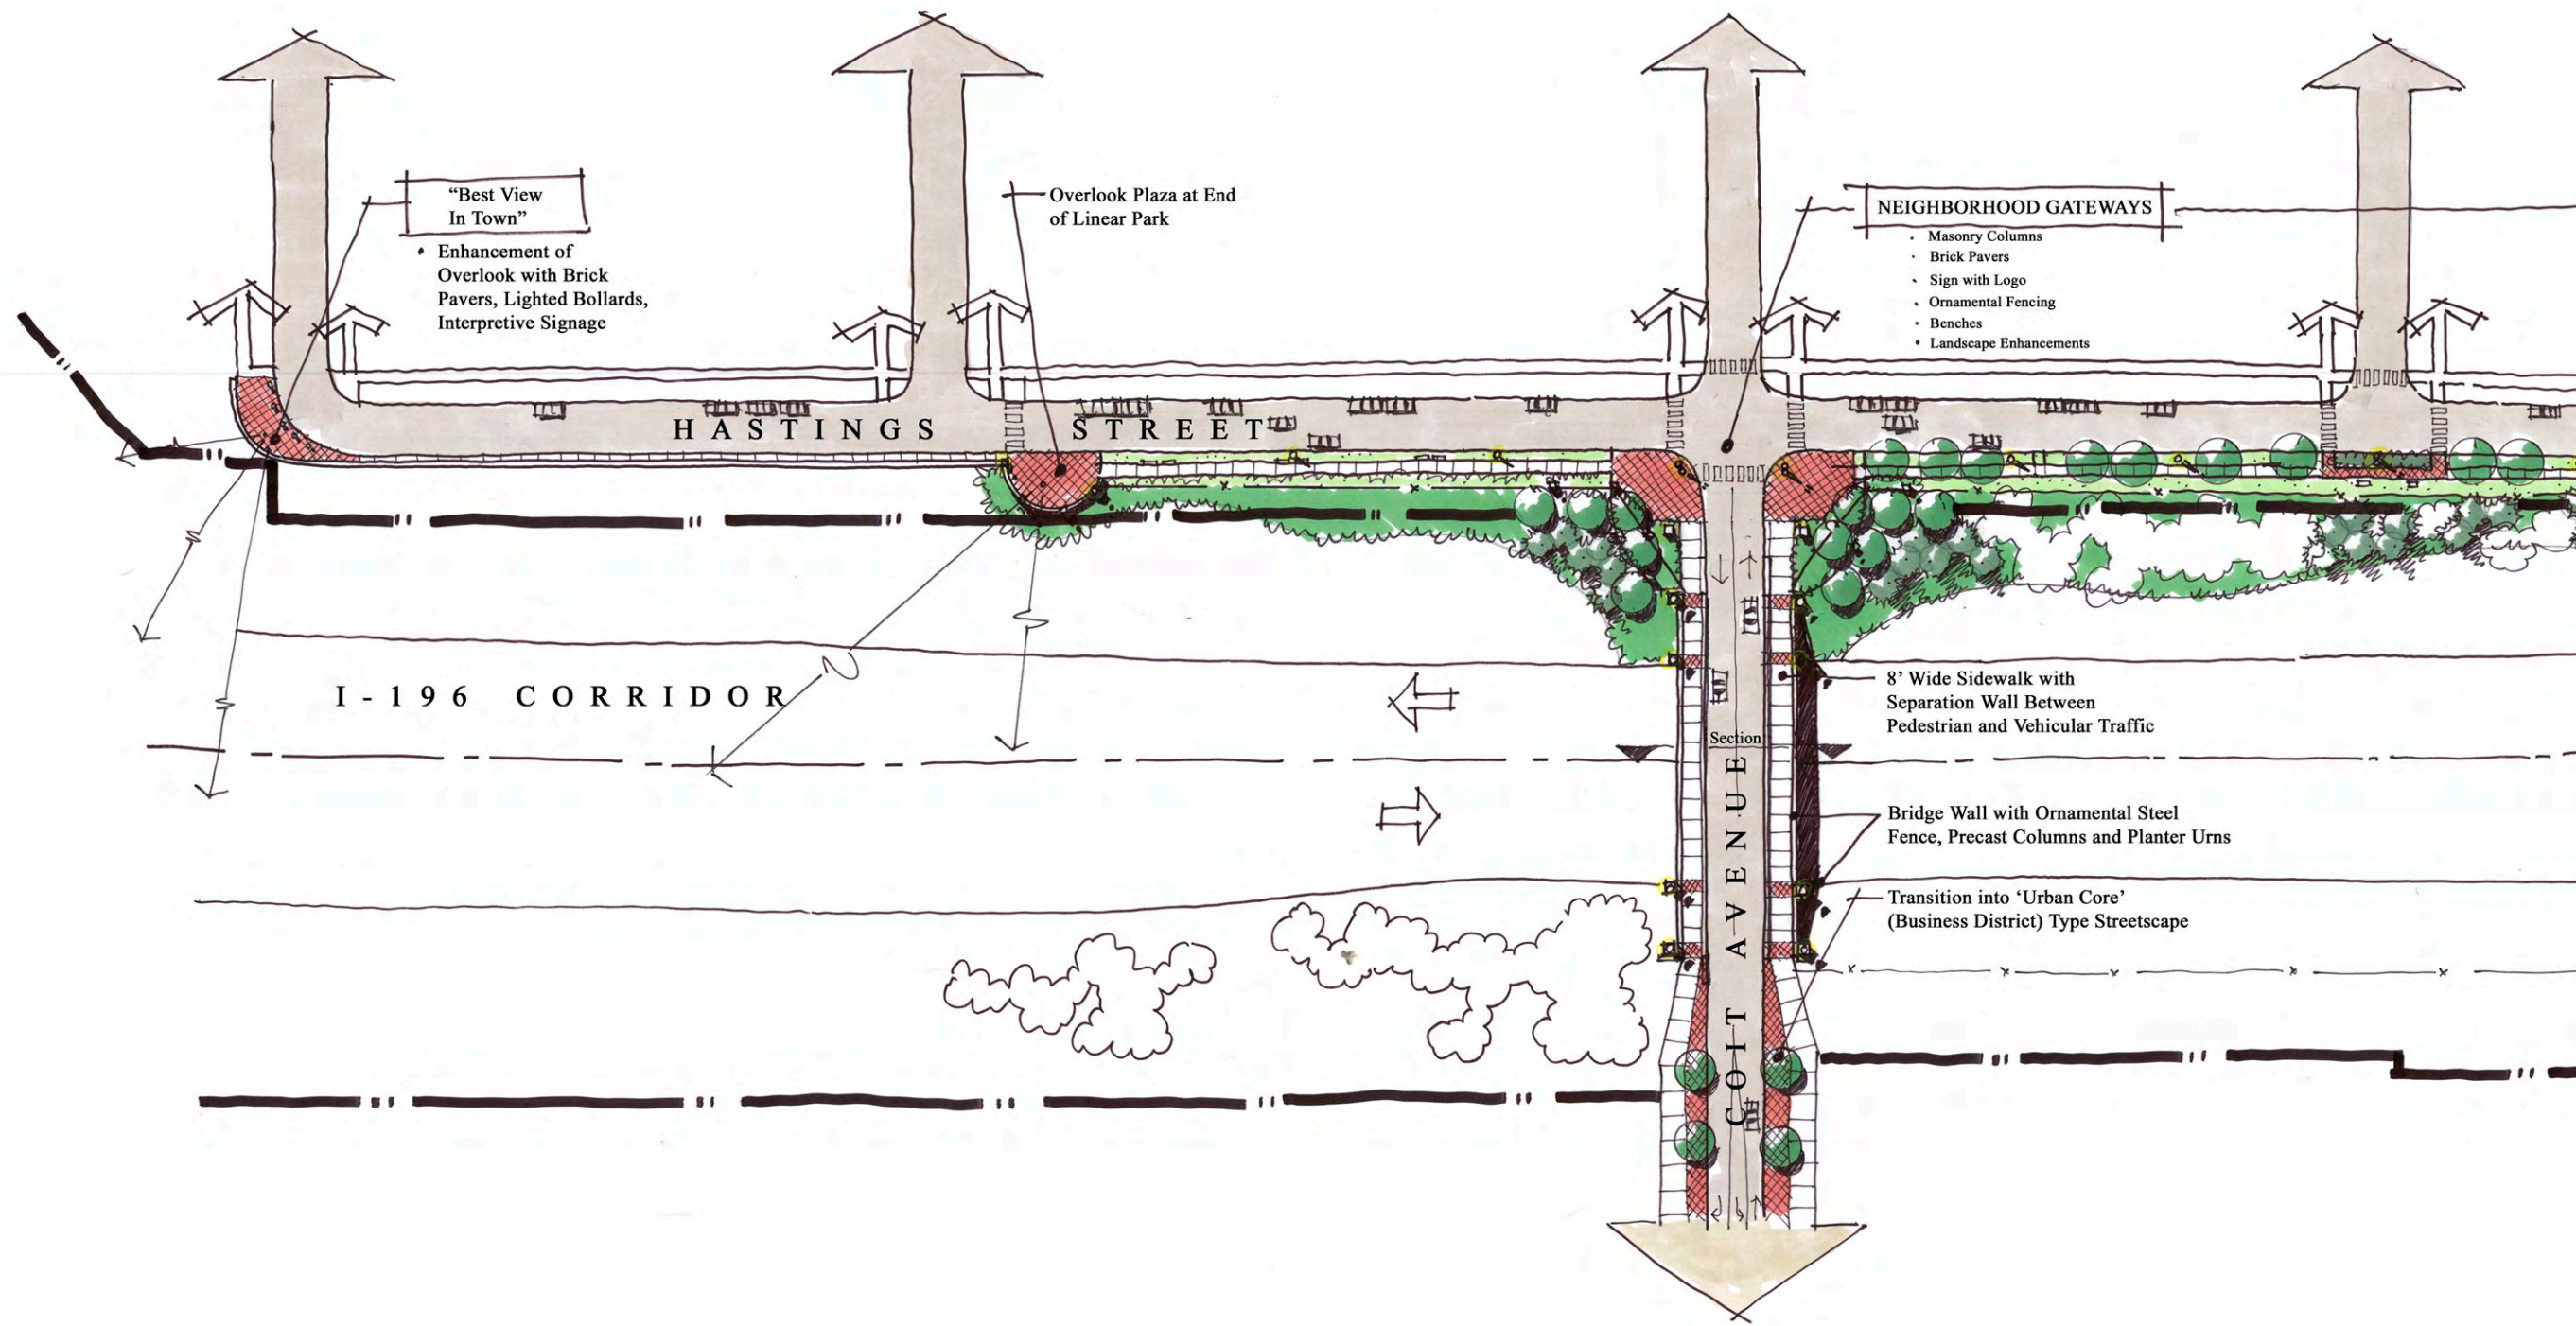 “Best View
In Town”
Enhancement of
Overlook with Brick
Pavers, Lighted Bollards,
Interpretive Signage
Overlook Plaza at End
of Linear Park
NEIGHBORHOOD GATEWAYS
Masonry Columns
Brick Pavers
Sign with Logo
Ornamental Fencing
Benches
Landscape Enhancements
HASTINGS STREET
I-196 CORRIDOR
8’ Wide Sidewalk with
Separation Wall Between
Pedestrian and Vehicular Traffic
Section
Bridge Wall with Ornamental Steel
Fence, Precast Columns and Planter Urns
Transition into ‘Urban Core’
(Business District) Type Streetscape
COIT AVENUE